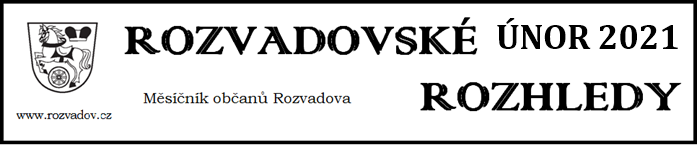 ROZVADOVSKÉ ÚNOR 2021
ROZHLEDY
Měsíčník občanů Rozvadova
www.rozvadov.cz